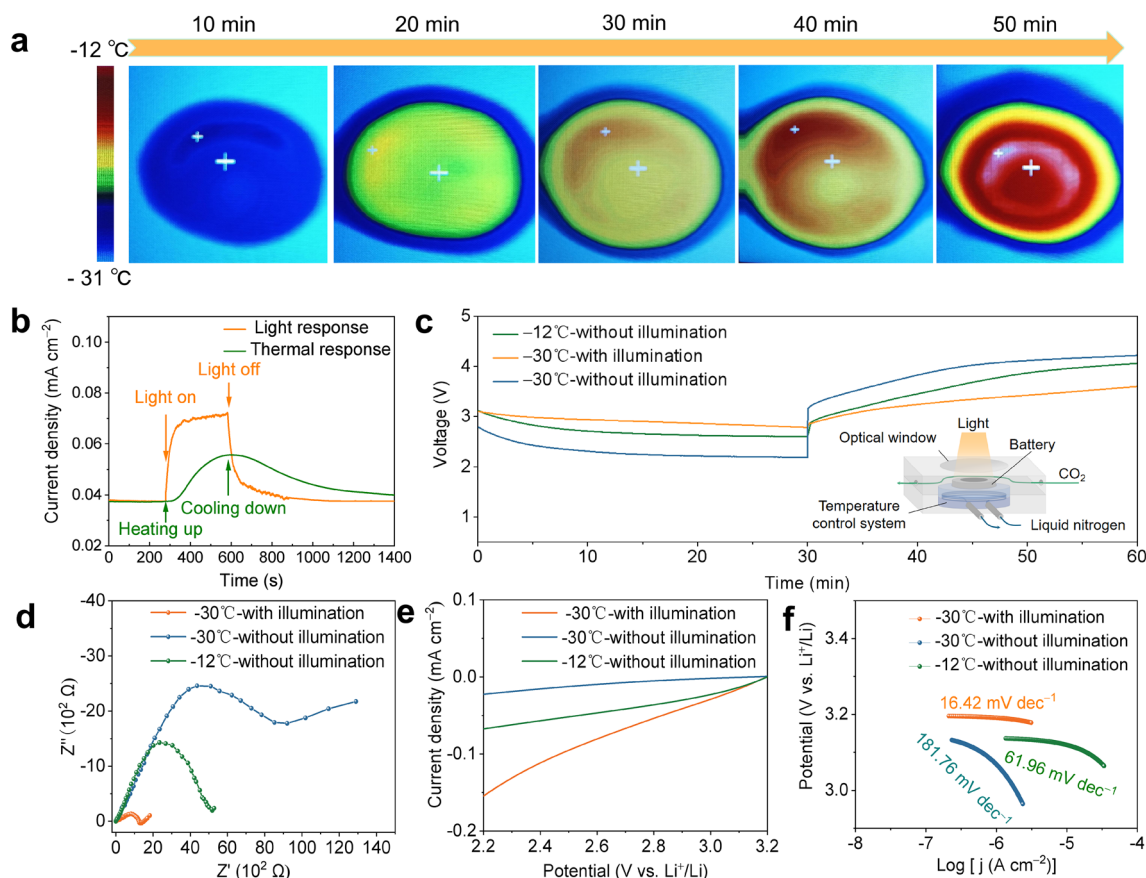 a
10 min 20 min 30 min 40 min 50 min
-12 ℃
- 31 ℃
b
Current density (mA cm⁻²)
0.10
0.08
0.06
0.04
0.02
Light response
Thermal response
Light off
Light on
Cooling down
Heating up
0 200 400 600 800 1000 1200 1400
Time (s)
c
Voltage (V)
5
4
3
2
1
–12℃-without illumination
–30℃-with illumination
–30℃-without illumination
Light
Optical window
Battery
CO₂
Temperature
control system
Liquid nitrogen
0 10 20 30 40 50 60
Time (min)
d
Z'' (10² Ω)
-40
-30
-20
-10
0
-30℃-with illumination
-30℃-without illumination
-12℃-without illumination
0 20 40 60 80 100 120 140
Z' (10² Ω)
e
Current density (mA cm⁻²)
0.1
0.0
-0.1
-0.2
-30℃-with illumination
-30℃-without illumination
-12℃-without illumination
2.2 2.4 2.6 2.8 3.0 3.2
Potential (V vs. Li⁺/Li)
f
Potential (V vs. Li⁺/Li)
3.4
3.2
3.0
-30℃-with illumination
-30℃-without illumination
-12℃-without illumination
16.42 mV dec⁻¹
181.76 mV dec⁻¹
61.96 mV dec⁻¹
-8 -7 -6 -5 -4
Log [ j (A cm⁻²)]